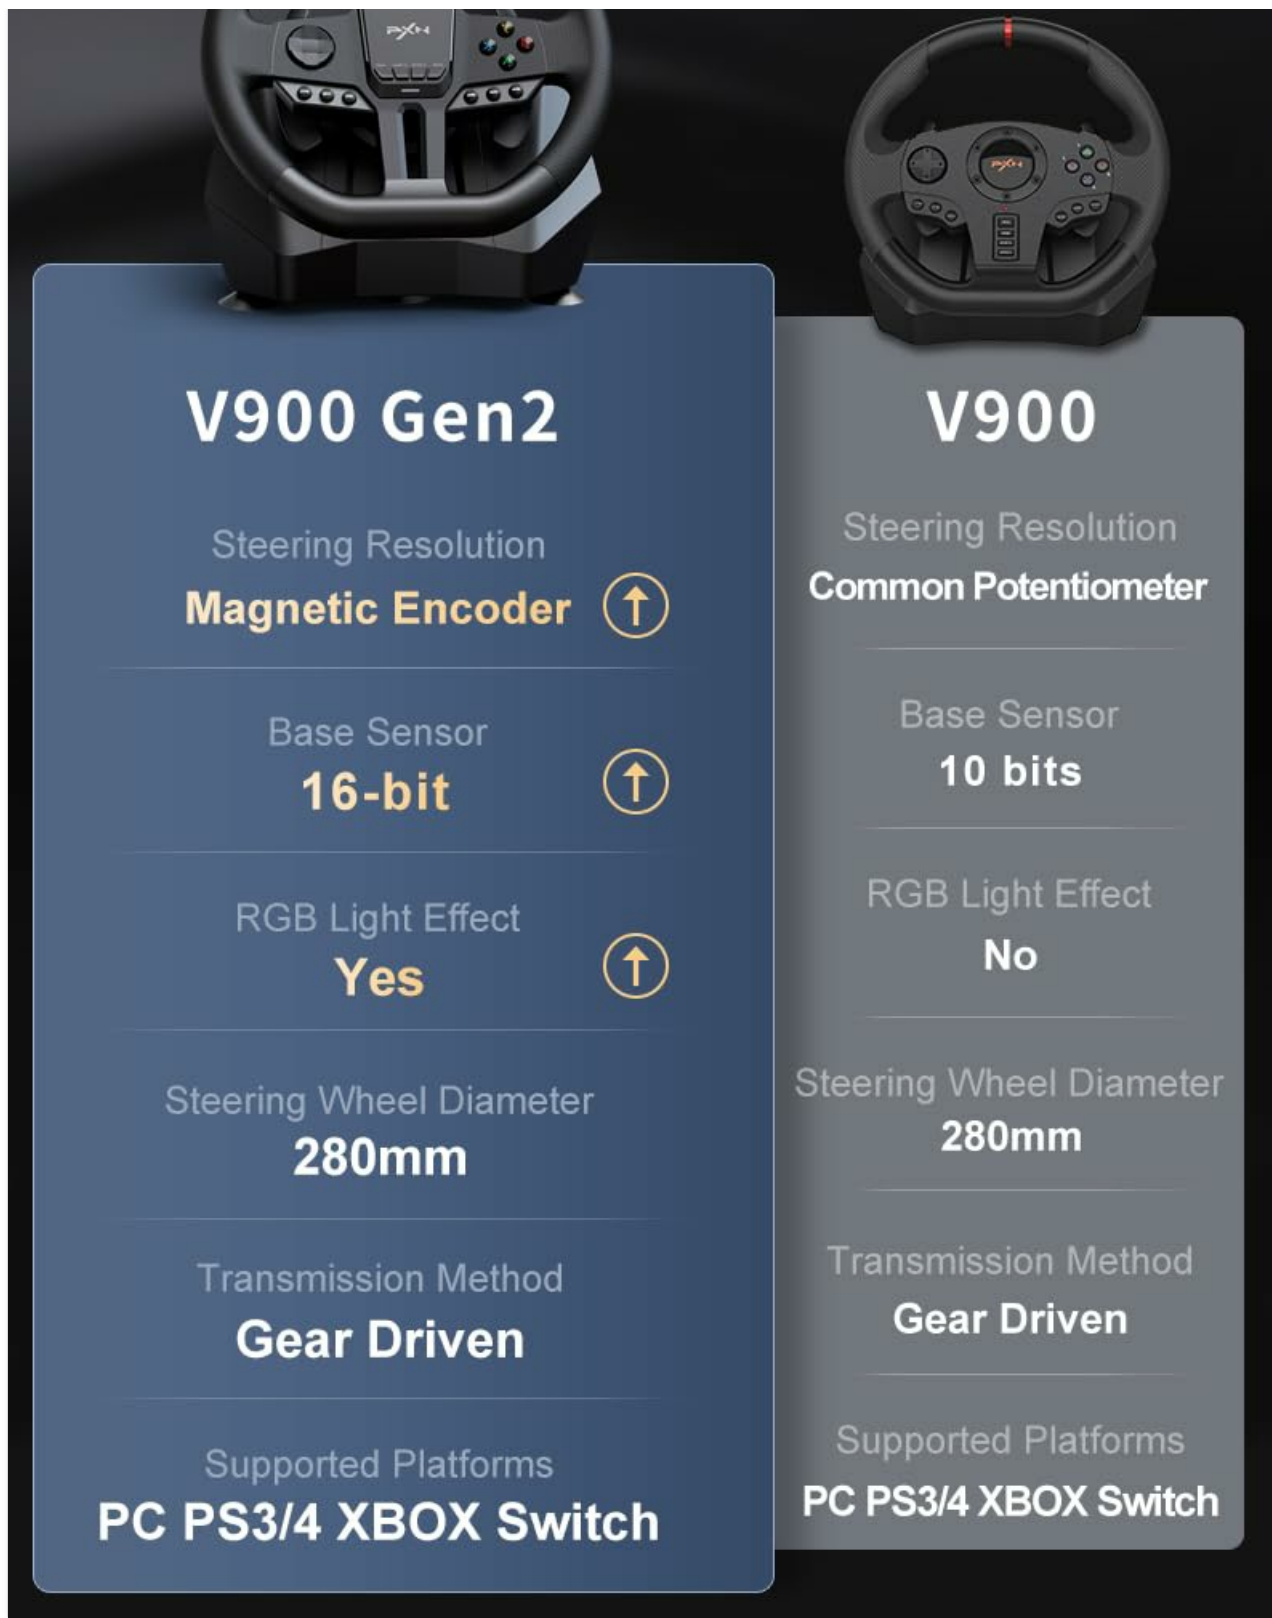 PXN
PXN
V900 Gen2
Steering Resolution
Magnetic Encoder
Base Sensor
16-bit
RGB Light Effect
Yes
Steering Wheel Diameter
280mm
Transmission Method
Gear Driven
Supported Platforms
PC PS3/4 XBOX Switch
V900
Steering Resolution
Common Potentiometer
Base Sensor
10 bits
RGB Light Effect
No
Steering Wheel Diameter
280mm
Transmission Method
Gear Driven
Supported Platforms
PC PS3/4 XBOX Switch